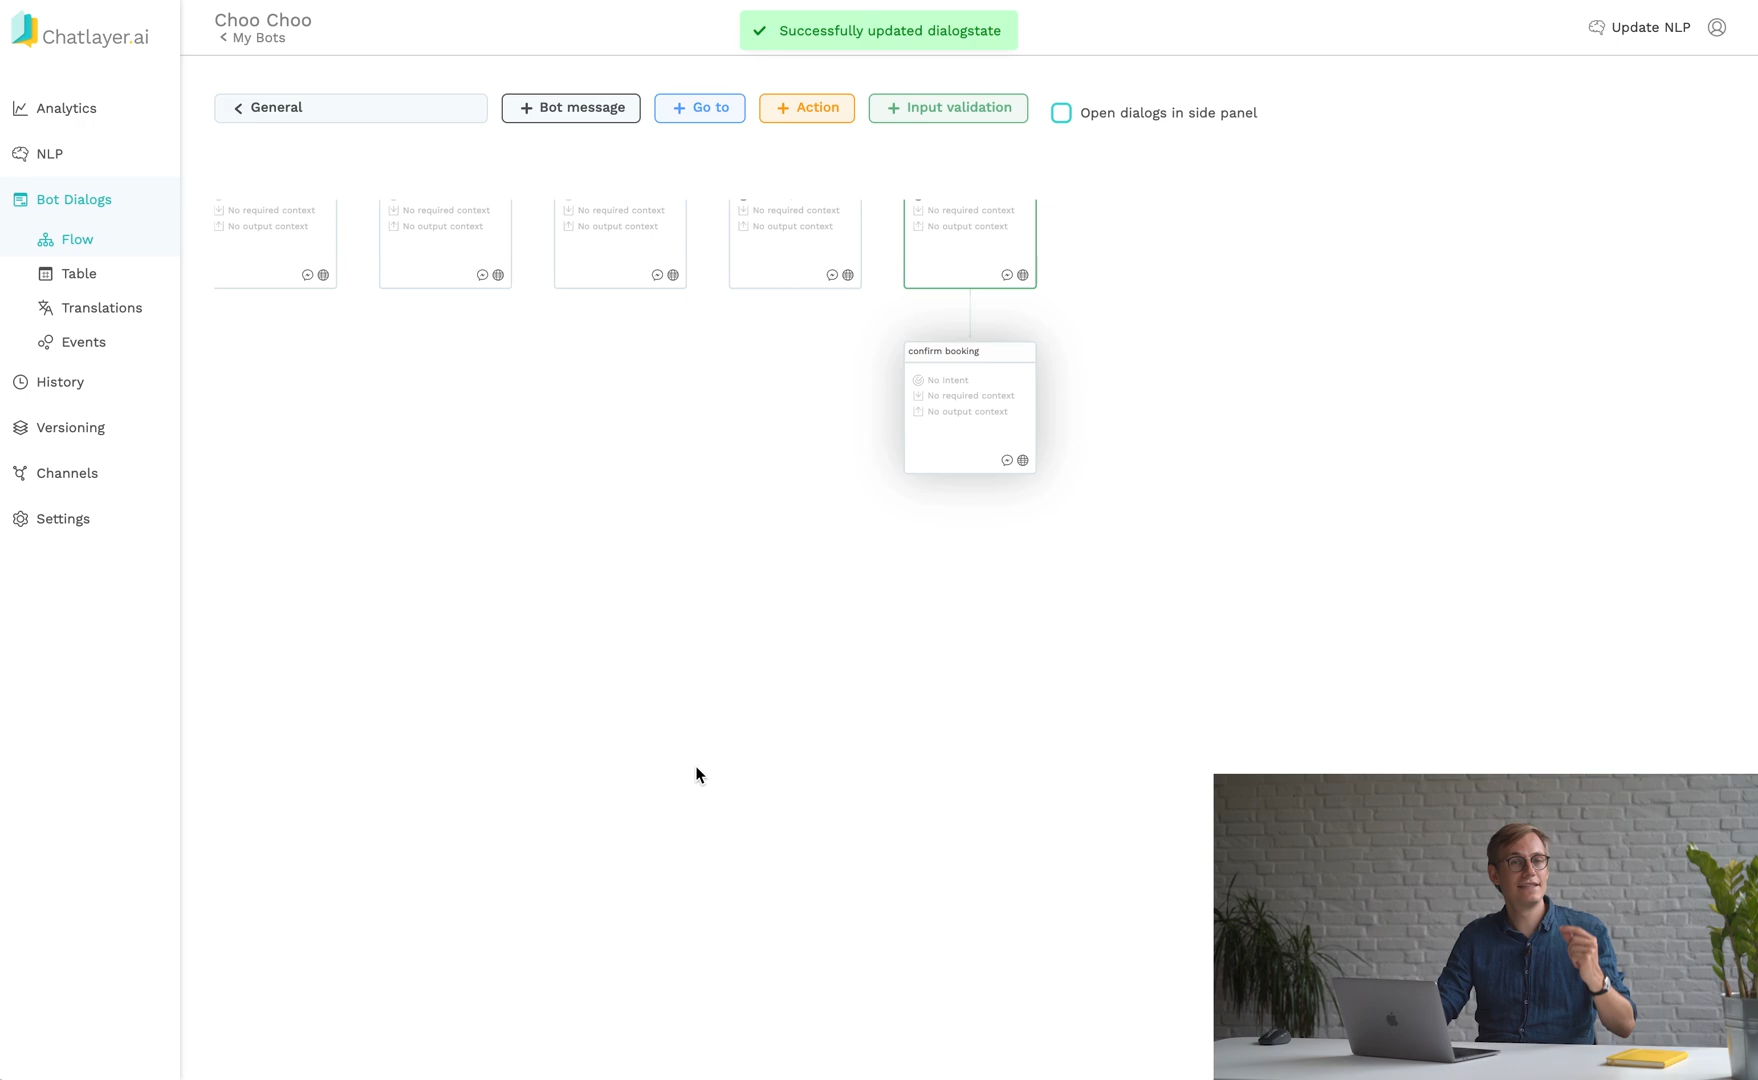 Chatlayer.ai
Choo Choo
My Bots
Successfully updated dialogstate
Update NLP
Analytics
NLP
Bot Dialogs
Flow
Table
Translations
Events
History
Versioning
Channels
Settings
General
+ Bot message
+ Go to
+ Action
+ Input validation
Open dialogs in side panel
No required context
No output context
No required context
No output context
No required context
No output context
No required context
No output context
No required context
No output context
confirm booking
No intent
No required context
No output context